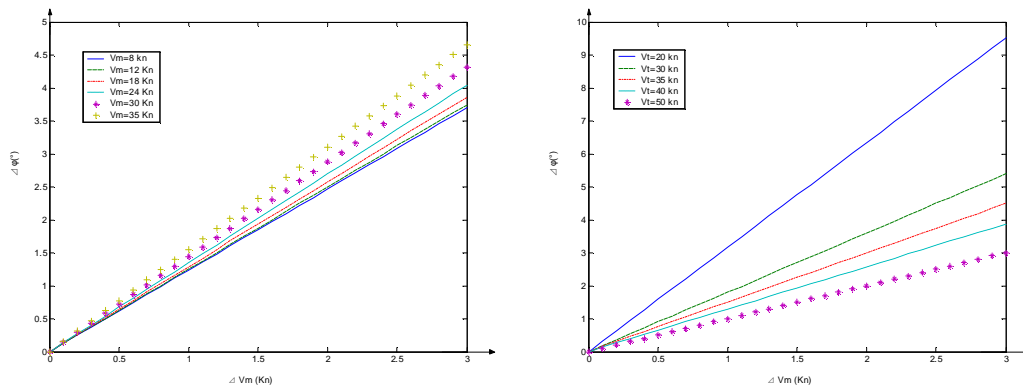 5
4.5
4
3.5
3
2.5
2
1.5
1
0.5
0
0
0.5
1
1.5
2
2.5
3
⊿ φ(°)
⊿ Vm (Kn)
Vm=8 kn
Vm=12 Kn
Vm=18 Kn
Vm=24 Kn
Vm=30 Kn
Vm=35 Kn
10
9
8
7
6
5
4
3
2
1
0
0
0.5
1
1.5
2
2.5
3
⊿ φ(°)
⊿ Vm (Kn)
Vt=20 kn
Vt=30 kn
Vt=35 kn
Vt=40 kn
Vt=50 kn